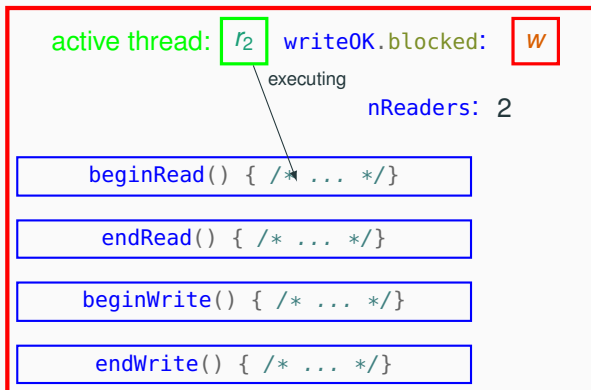 active thread: r2 writeOK.blocked: w
executing
nReaders: 2
beginRead() { /* ... */}
endRead() { /* ... */}
beginWrite() { /* ... */}
endWrite() { /* ... */}